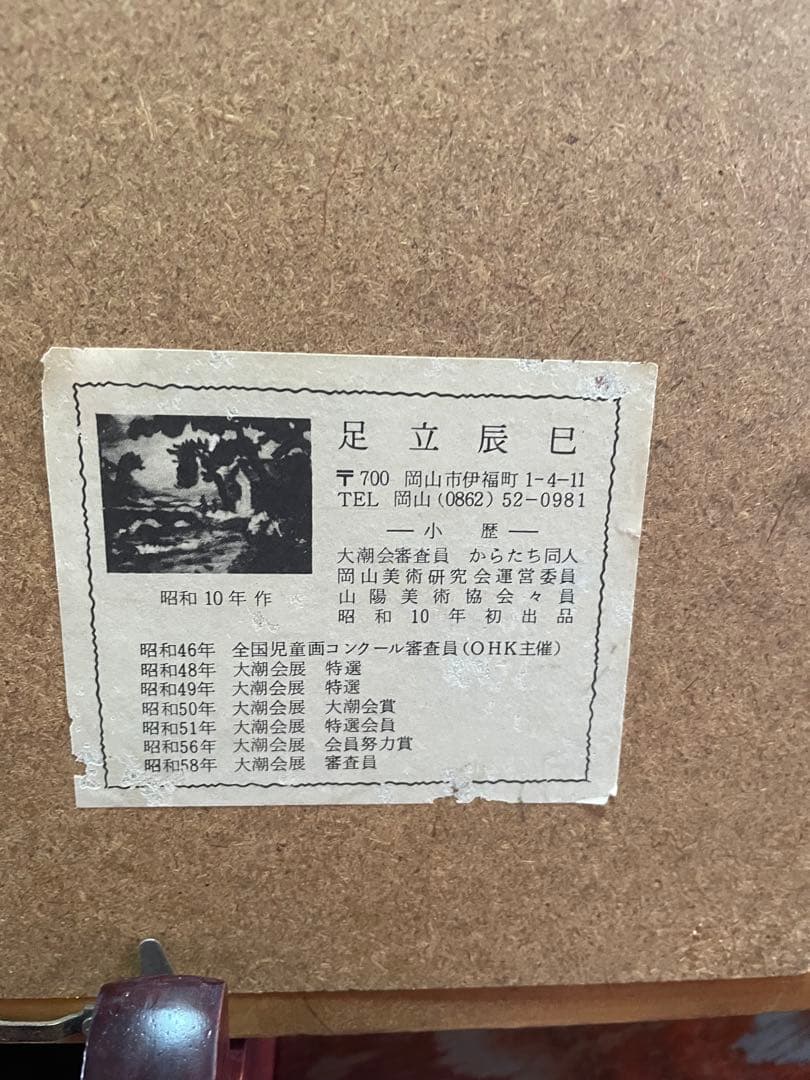 足立辰巳
〒700 岡山市伊福町1-4-11
TEL 岡山(0862)52-0981
―小歴―
大潮会審査員 からたち同人
岡山美術研究会運営委員
山陽美術協会々員
昭和10年初出品
昭和10年作
昭和46年 全国児童画コンクール審査員(OHK主催)
昭和48年 大潮会展 特選
昭和49年 大潮会展 特選
昭和50年 大潮会展 大潮会賞
昭和51年 大潮会展 特選会員
昭和56年 大潮会展 会員努力賞
昭和58年 大潮会展 審査員